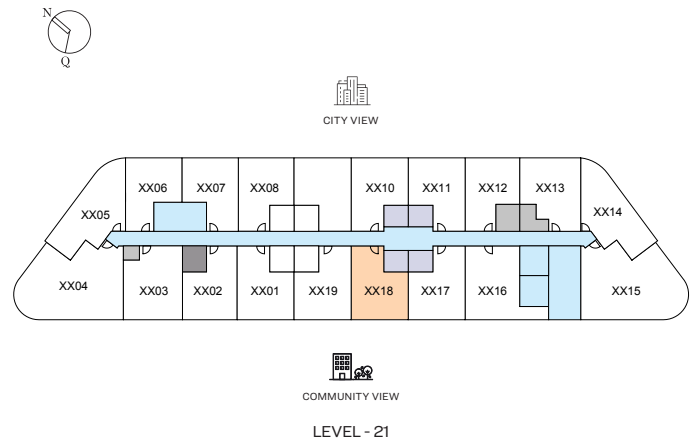 N
Q
CITY VIEW
XX06 XX07 XX08 XX10 XX11 XX12 XX13
XX05 XX14
XX04 XX03 XX02 XX01 XX19 XX18 XX17 XX16 XX15
COMMUNITY VIEW
LEVEL - 21